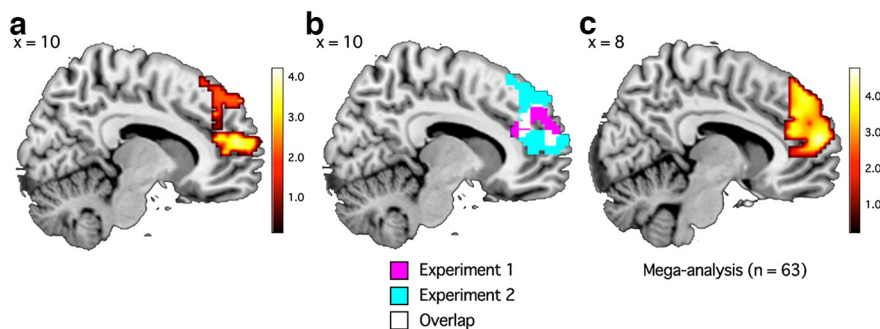 a
x = 10
4.0
3.0
2.0
1.0
b
x = 10
Experiment 1
Experiment 2
Overlap
c
x = 8
4.0
3.0
2.0
1.0
Mega-analysis (n = 63)